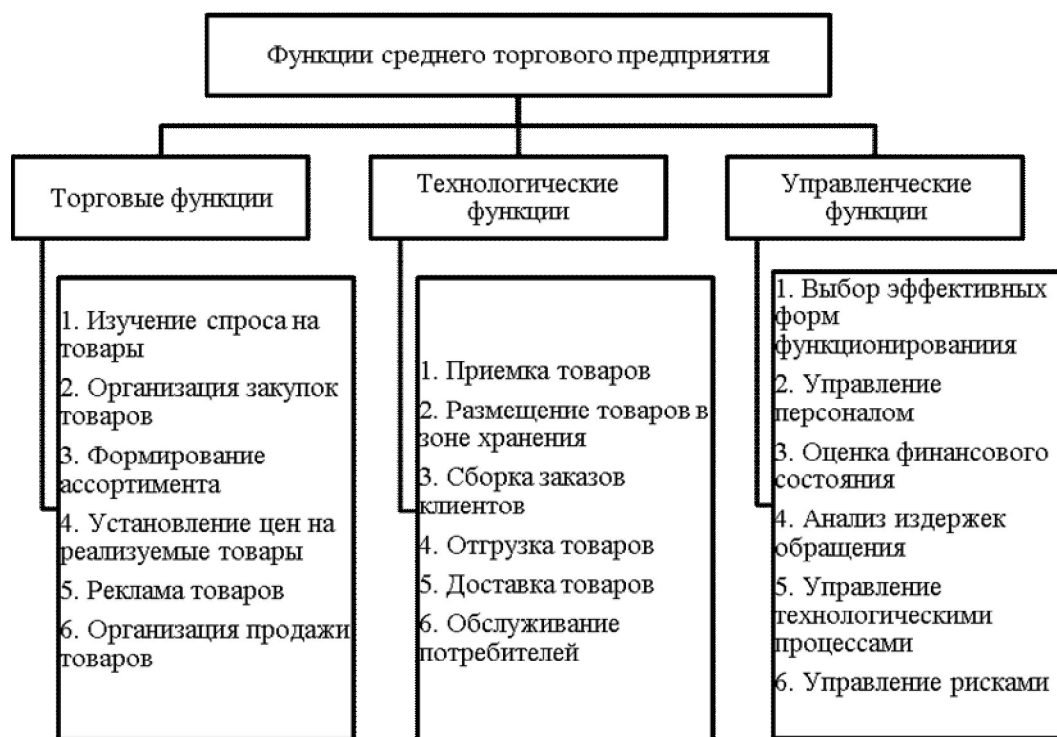 Функции среднего торгового предприятия
Торговые функции
Технологические
функции
Управленческие
функции
1. Изучение спроса на
товары
2. Организация закупок
товаров
3. Формирование
ассортимента
4. Установление цен на
реализуемые товары
5. Реклама товаров
6. Организация продажи
товаров
1. Приемка товаров
2. Размещение товаров в
зоне хранения
3. Сборка заказов
клиентов
4. Отгрузка товаров
5. Доставка товаров
6. Обслуживание
потребителей
1. Выбор эффективных
форм
функционированиия
2. Управление
персоналом
3. Оценка финансового
состояния
4. Анализ издержек
обращения
5. Управление
технологическими
процессами
6. Управление рисками